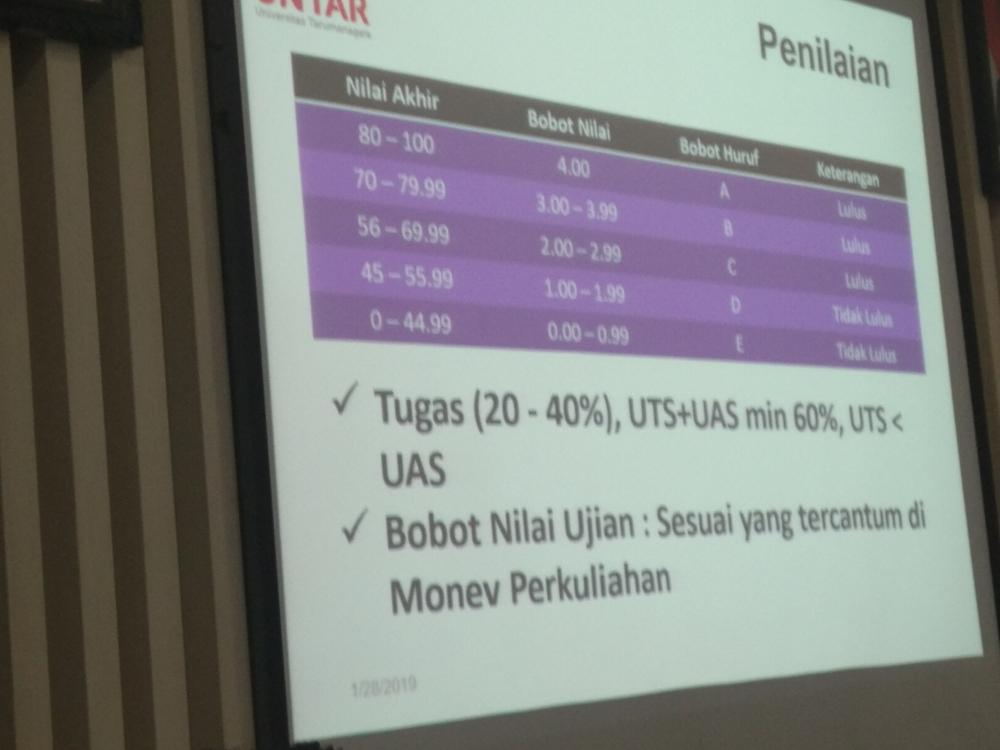 UNTAR
Universitas Tarumanagara
Penilaian
Nilai Akhir Bobot Nilai Bobot Huruf Keterangan
80 – 100 4.00 A Lulus
70 – 79.99 3.00 – 3.99 B Lulus
56 – 69.99 2.00 – 2.99 C Lulus
45 – 55.99 1.00 – 1.99 D Tidak Lulus
0 – 44.99 0.00 – 0.99 E Tidak Lulus
✓ Tugas (20 - 40%), UTS+UAS min 60%, UTS <
UAS
✓ Bobot Nilai Ujian : Sesuai yang tercantum di
Monev Perkuliahan
1/28/2019